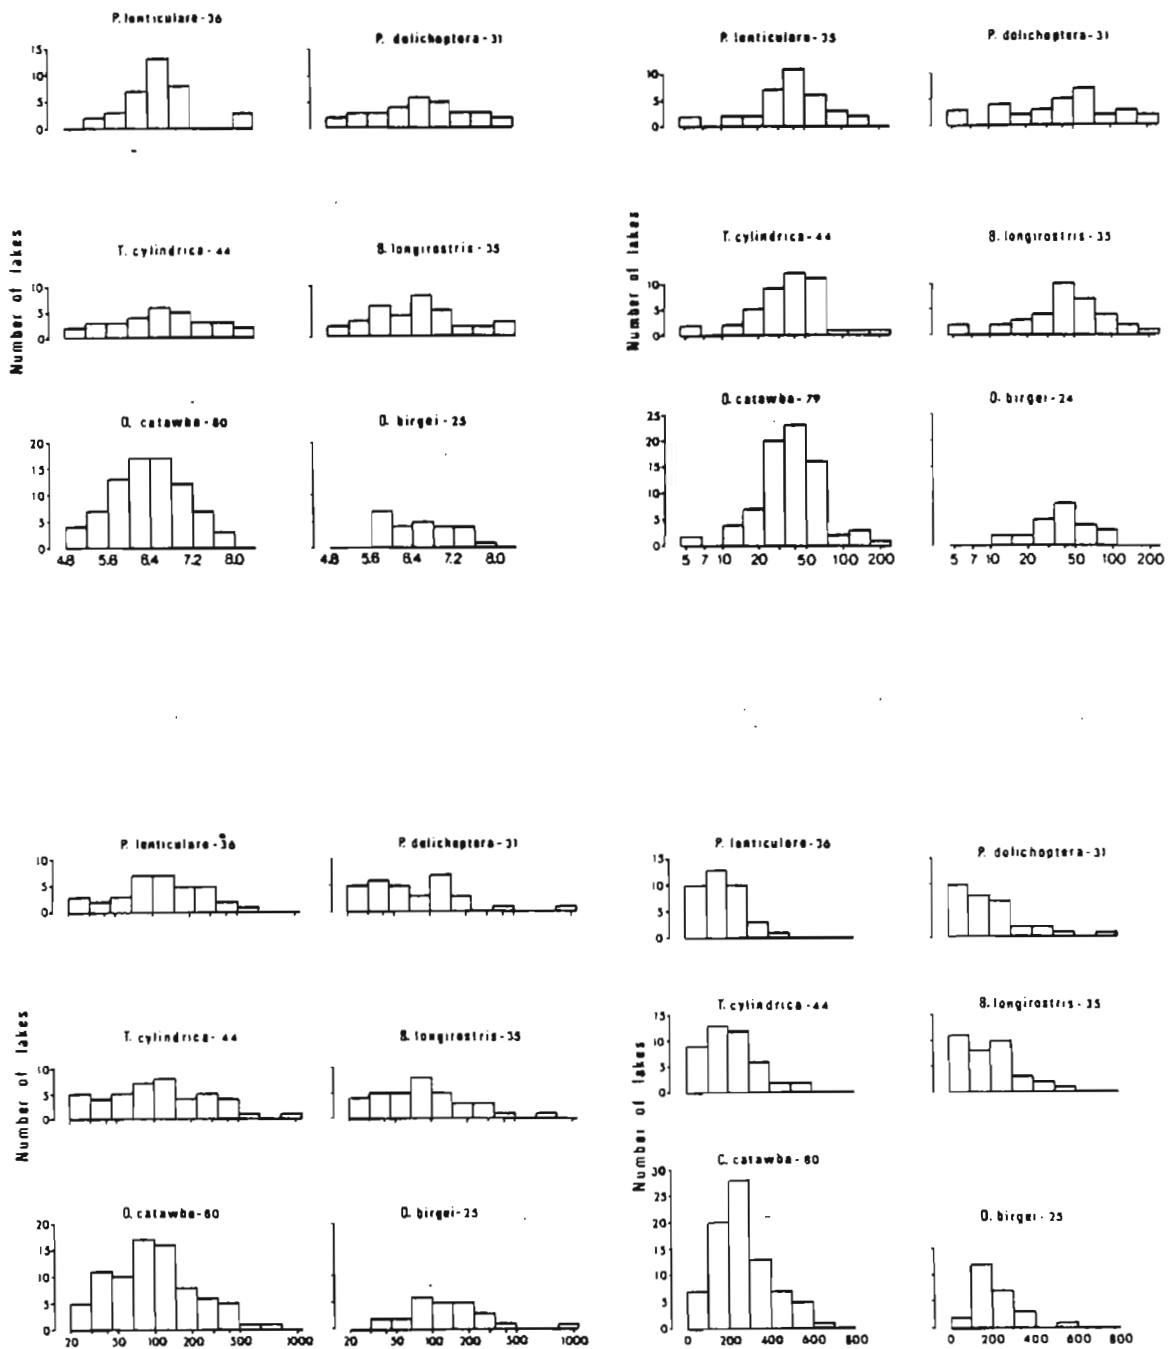 P. lenticulare - 36
P. dolichoptera - 31
15
10
5
0
Number of lakes
T. cylindrica - 44
B. longirostris - 35
10
5
0
D. catawba - 80
D. birgei - 25
20
15
10
5
0
4.8 5.6 6.4 7.2 8.0
4.8 5.6 6.4 7.2 8.0
P. lenticulare - 35
P. dolichoptera - 31
10
5
0
Number of lakes
T. cylindrica - 44
B. longirostris - 35
10
5
0
D. catawba - 79
D. birgei - 24
25
20
15
10
5
0
5 7 10 20 50 100 200
5 7 10 20 50 100 200
P. lenticulare - 36
P. dolichoptera - 31
10
5
0
Number of lakes
T. cylindrica - 44
B. longirostris - 35
10
5
0
D. catawba - 80
D. birgei - 25
20
15
10
5
0
20 50 100 200 500 1000
20 50 100 200 500 1000
P. lenticulare - 36
P. dolichoptera - 31
15
10
5
0
Number of lakes
T. cylindrica - 44
B. longirostris - 35
15
10
5
0
C. catawba - 80
D. birgei - 25
30
25
20
15
10
5
0
0 200 400 600 800
0 200 400 600 800